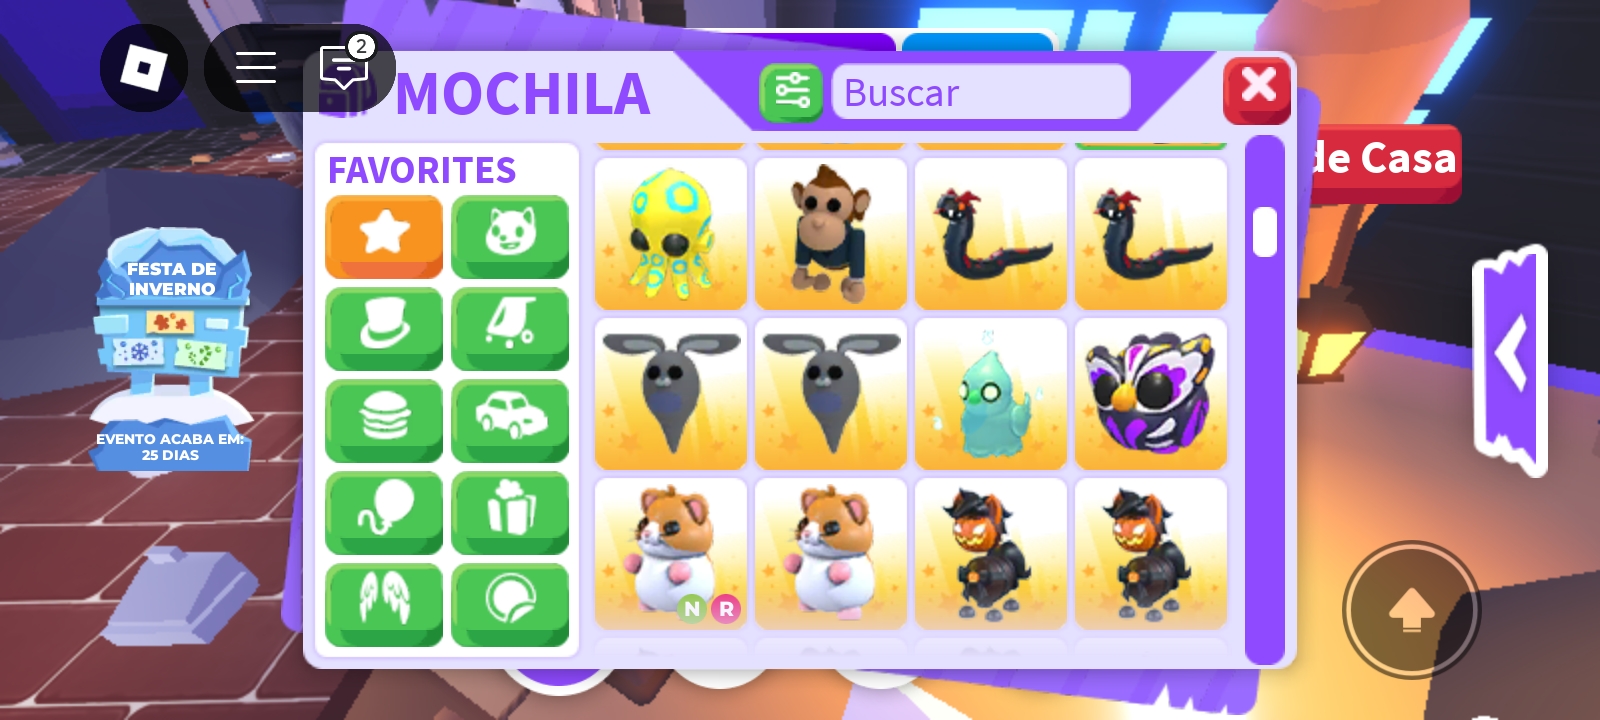 2
MOCHILA
Buscar
FAVORITES
de Casa
FESTA DE
INVERNO
EVENTO ACABA EM:
25 DIAS
N R